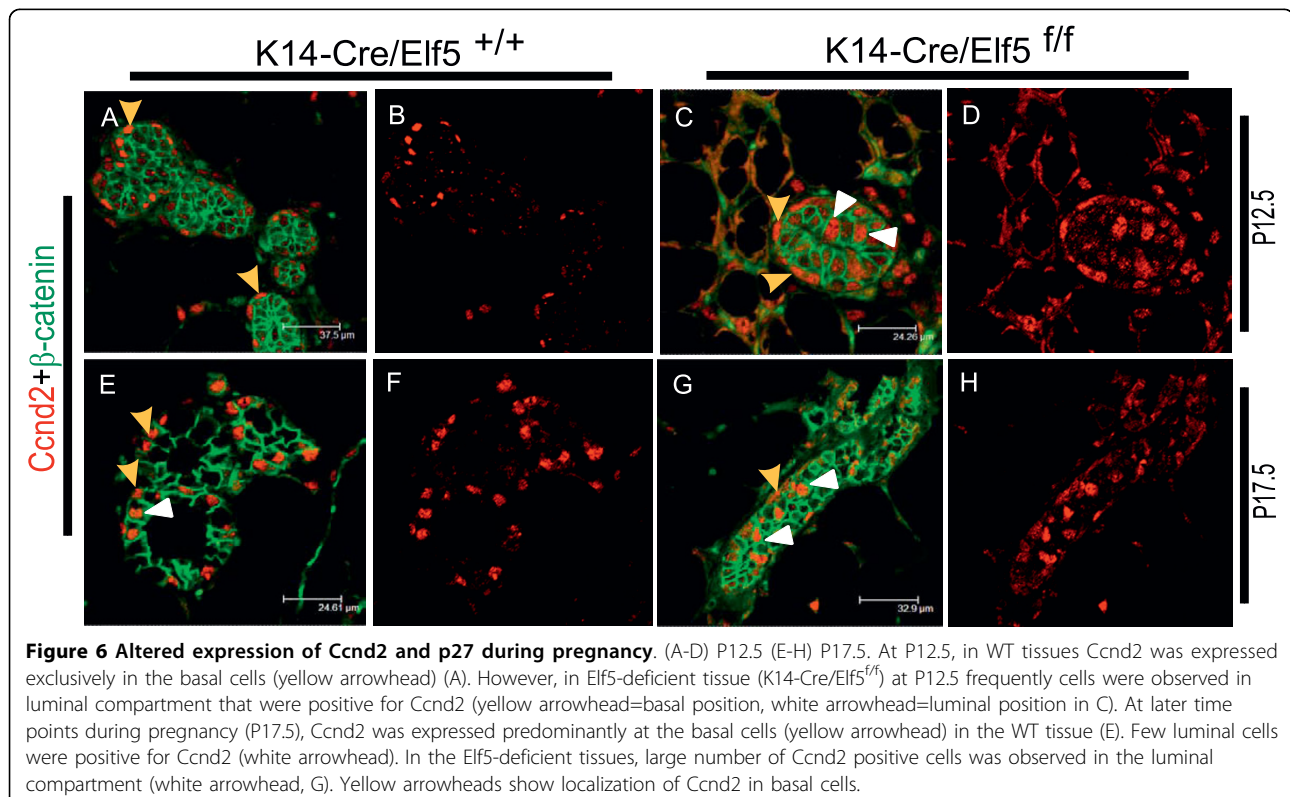 K14-Cre/Elf5 +/+
K14-Cre/Elf5 f/f
A
B
C
D
37.5 µm
24.26 µm
P12.5
Ccnd2+β-catenin
E
F
G
H
24.61 µm
32.9 µm
P17.5
Figure 6 Altered expression of Ccnd2 and p27 during pregnancy. (A-D) P12.5 (E-H) P17.5. At P12.5, in WT tissues Ccnd2 was expressed
exclusively in the basal cells (yellow arrowhead) (A). However, in Elf5-deficient tissue (K14-Cre/Elf5f/f) at P12.5 frequently cells were observed in
luminal compartment that were positive for Ccnd2 (yellow arrowhead=basal position, white arrowhead=luminal position in C). At later time
points during pregnancy (P17.5), Ccnd2 was expressed predominantly at the basal cells (yellow arrowhead) in the WT tissue (E). Few luminal cells
were positive for Ccnd2 (white arrowhead). In the Elf5-deficient tissues, large number of Ccnd2 positive cells was observed in the luminal
compartment (white arrowhead, G). Yellow arrowheads show localization of Ccnd2 in basal cells.